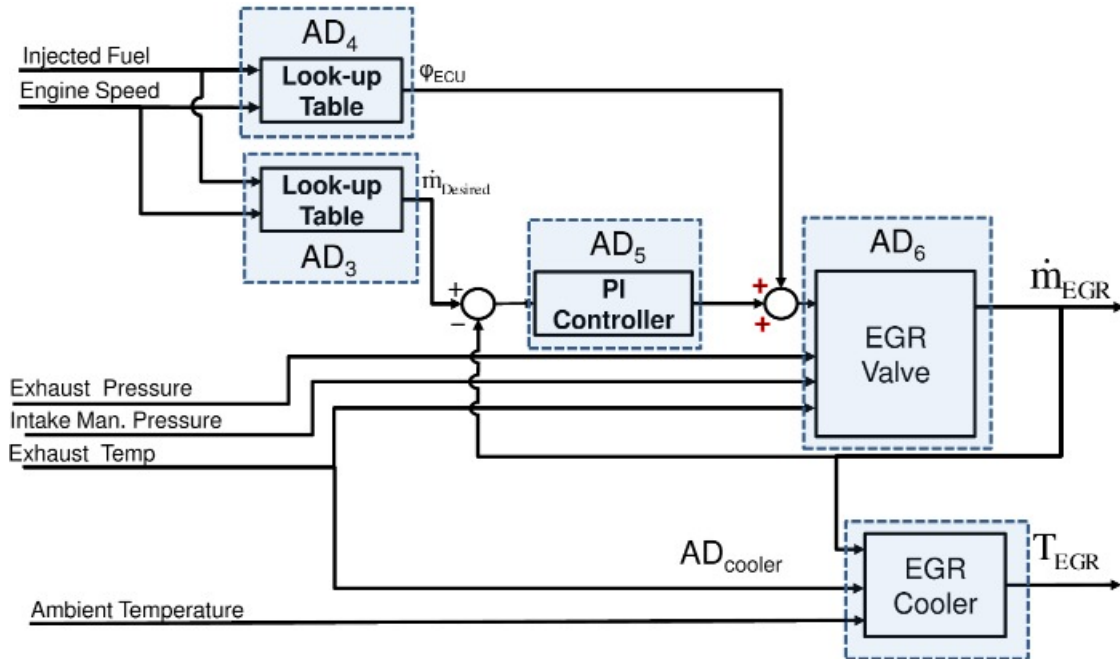 AD4
Injected Fuel
Look-up
Table
φECU
Engine Speed
Look-up
Table
ṁDesired
AD3
AD5
AD6
+
−
PI
Controller
+
+
EGR
Valve
ṁEGR
Exhaust Pressure
Intake Man. Pressure
Exhaust Temp
ADcooler
EGR
Cooler
TEGR
Ambient Temperature